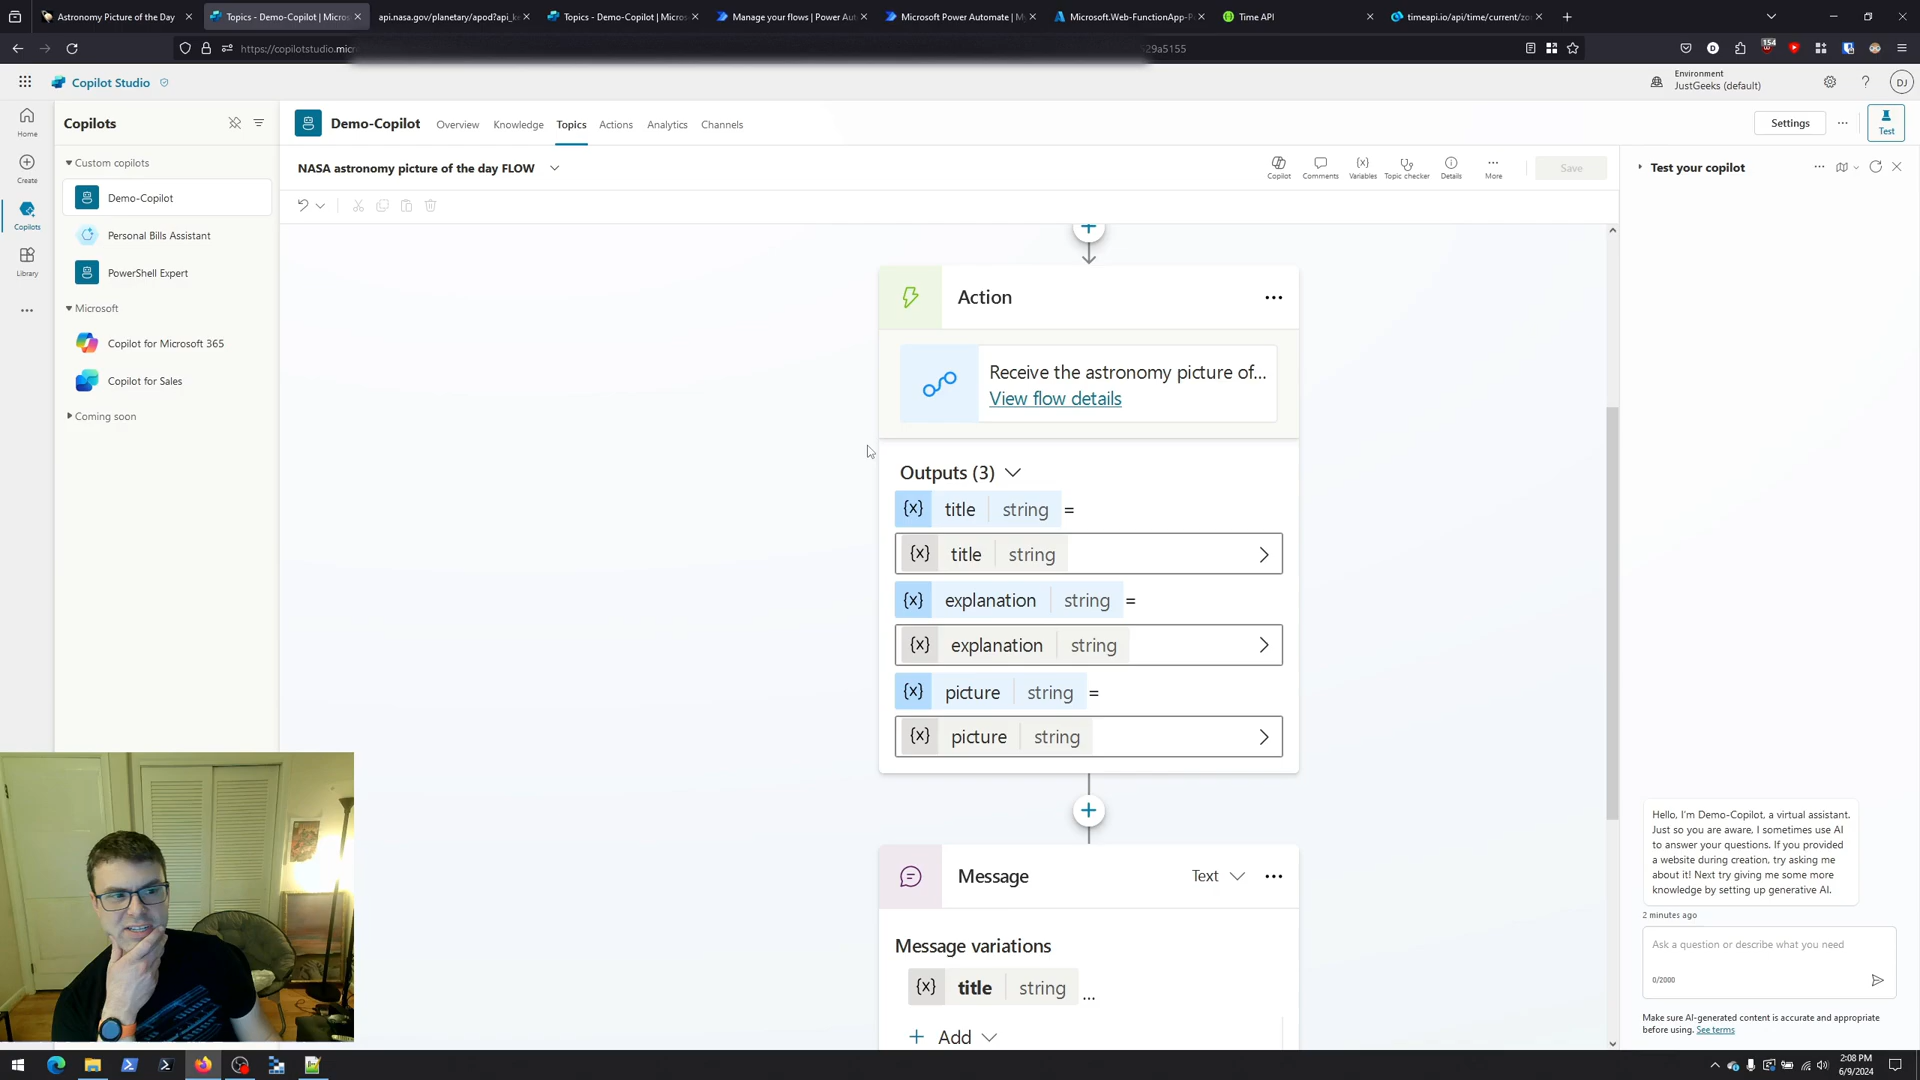 Astronomy Picture of the Day
Topics - Demo-Copilot | Micros
api.nasa.gov/planetary/apod?api_k
Topics - Demo-Copilot | Micros
Manage your flows | Power Au
Microsoft Power Automate | M
Microsoft.Web-FunctionApp-P
Time API
timeapi.io/api/time/current/zo
https://copilotstudio.micr
29a5155
154
Copilot Studio
Environment
JustGeeks (default)
DJ
Home
Create
Copilots
Library
Copilots
Custom copilots
Demo-Copilot
Personal Bills Assistant
PowerShell Expert
Microsoft
Copilot for Microsoft 365
Copilot for Sales
Coming soon
Demo-Copilot
Overview
Knowledge
Topics
Actions
Analytics
Channels
Settings
Test
NASA astronomy picture of the day FLOW
Copilot
Comments
Variables
Topic checker
Details
More
Save
Action
Receive the astronomy picture of...
View flow details
Outputs (3)
{x} title string =
{x} title string
{x} explanation string =
{x} explanation string
{x} picture string =
{x} picture string
Message
Text
Message variations
{x} title string ...
Add
Test your copilot
Hello, I'm Demo-Copilot, a virtual assistant.
Just so you are aware, I sometimes use AI
to answer your questions. If you provided
a website during creation, try asking me
about it! Next try giving me some more
knowledge by setting up generative AI.
2 minutes ago
Ask a question or describe what you need
0/2000
Make sure AI-generated content is accurate and appropriate
before using. See terms
2:08 PM
6/9/2024